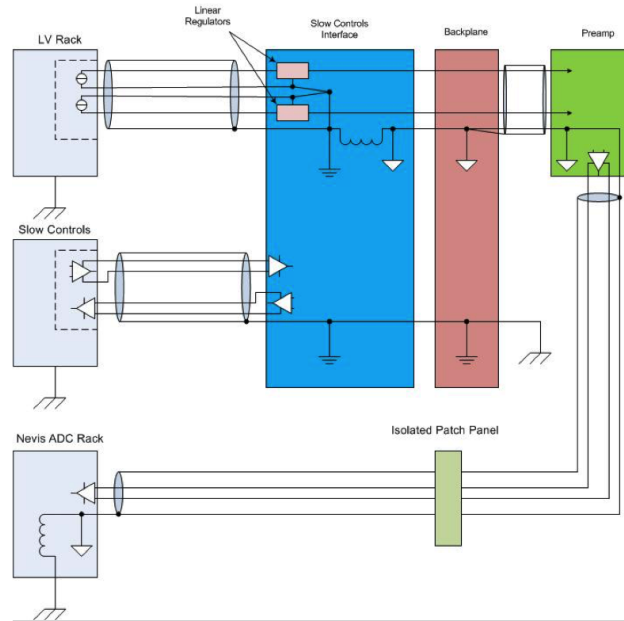 Linear
Regulators
Slow Controls
Interface
LV Rack
Backplane
Preamp
Slow Controls
Nevis ADC Rack
Isolated Patch Panel